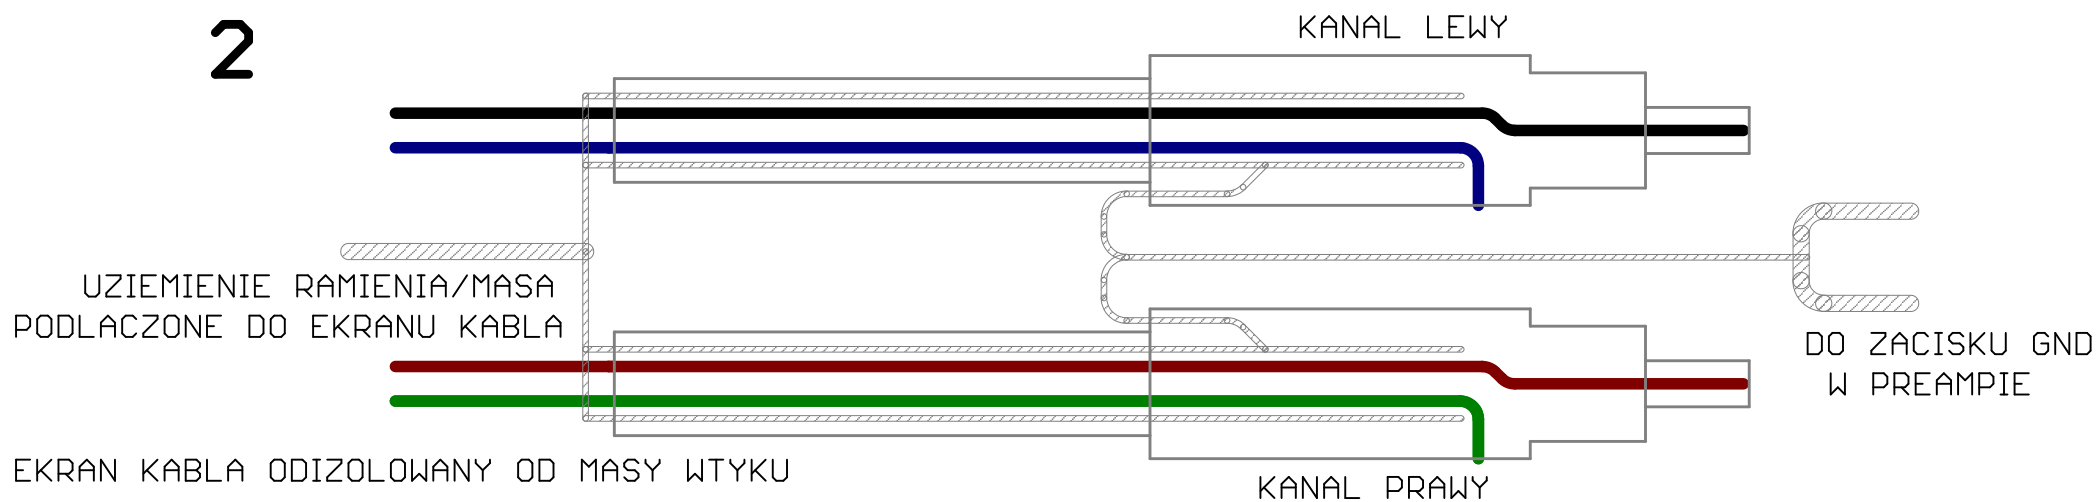 2
KANAL LEWY
UZIEMIENIE RAMIENIA/MASA
PODLACZONE DO EKRANU KABLA
DO ZACISKU GND
W PREAMPIE
EKRAN KABLA ODIZOLOWANY OD MASY WTYKU
KANAL PRAWY